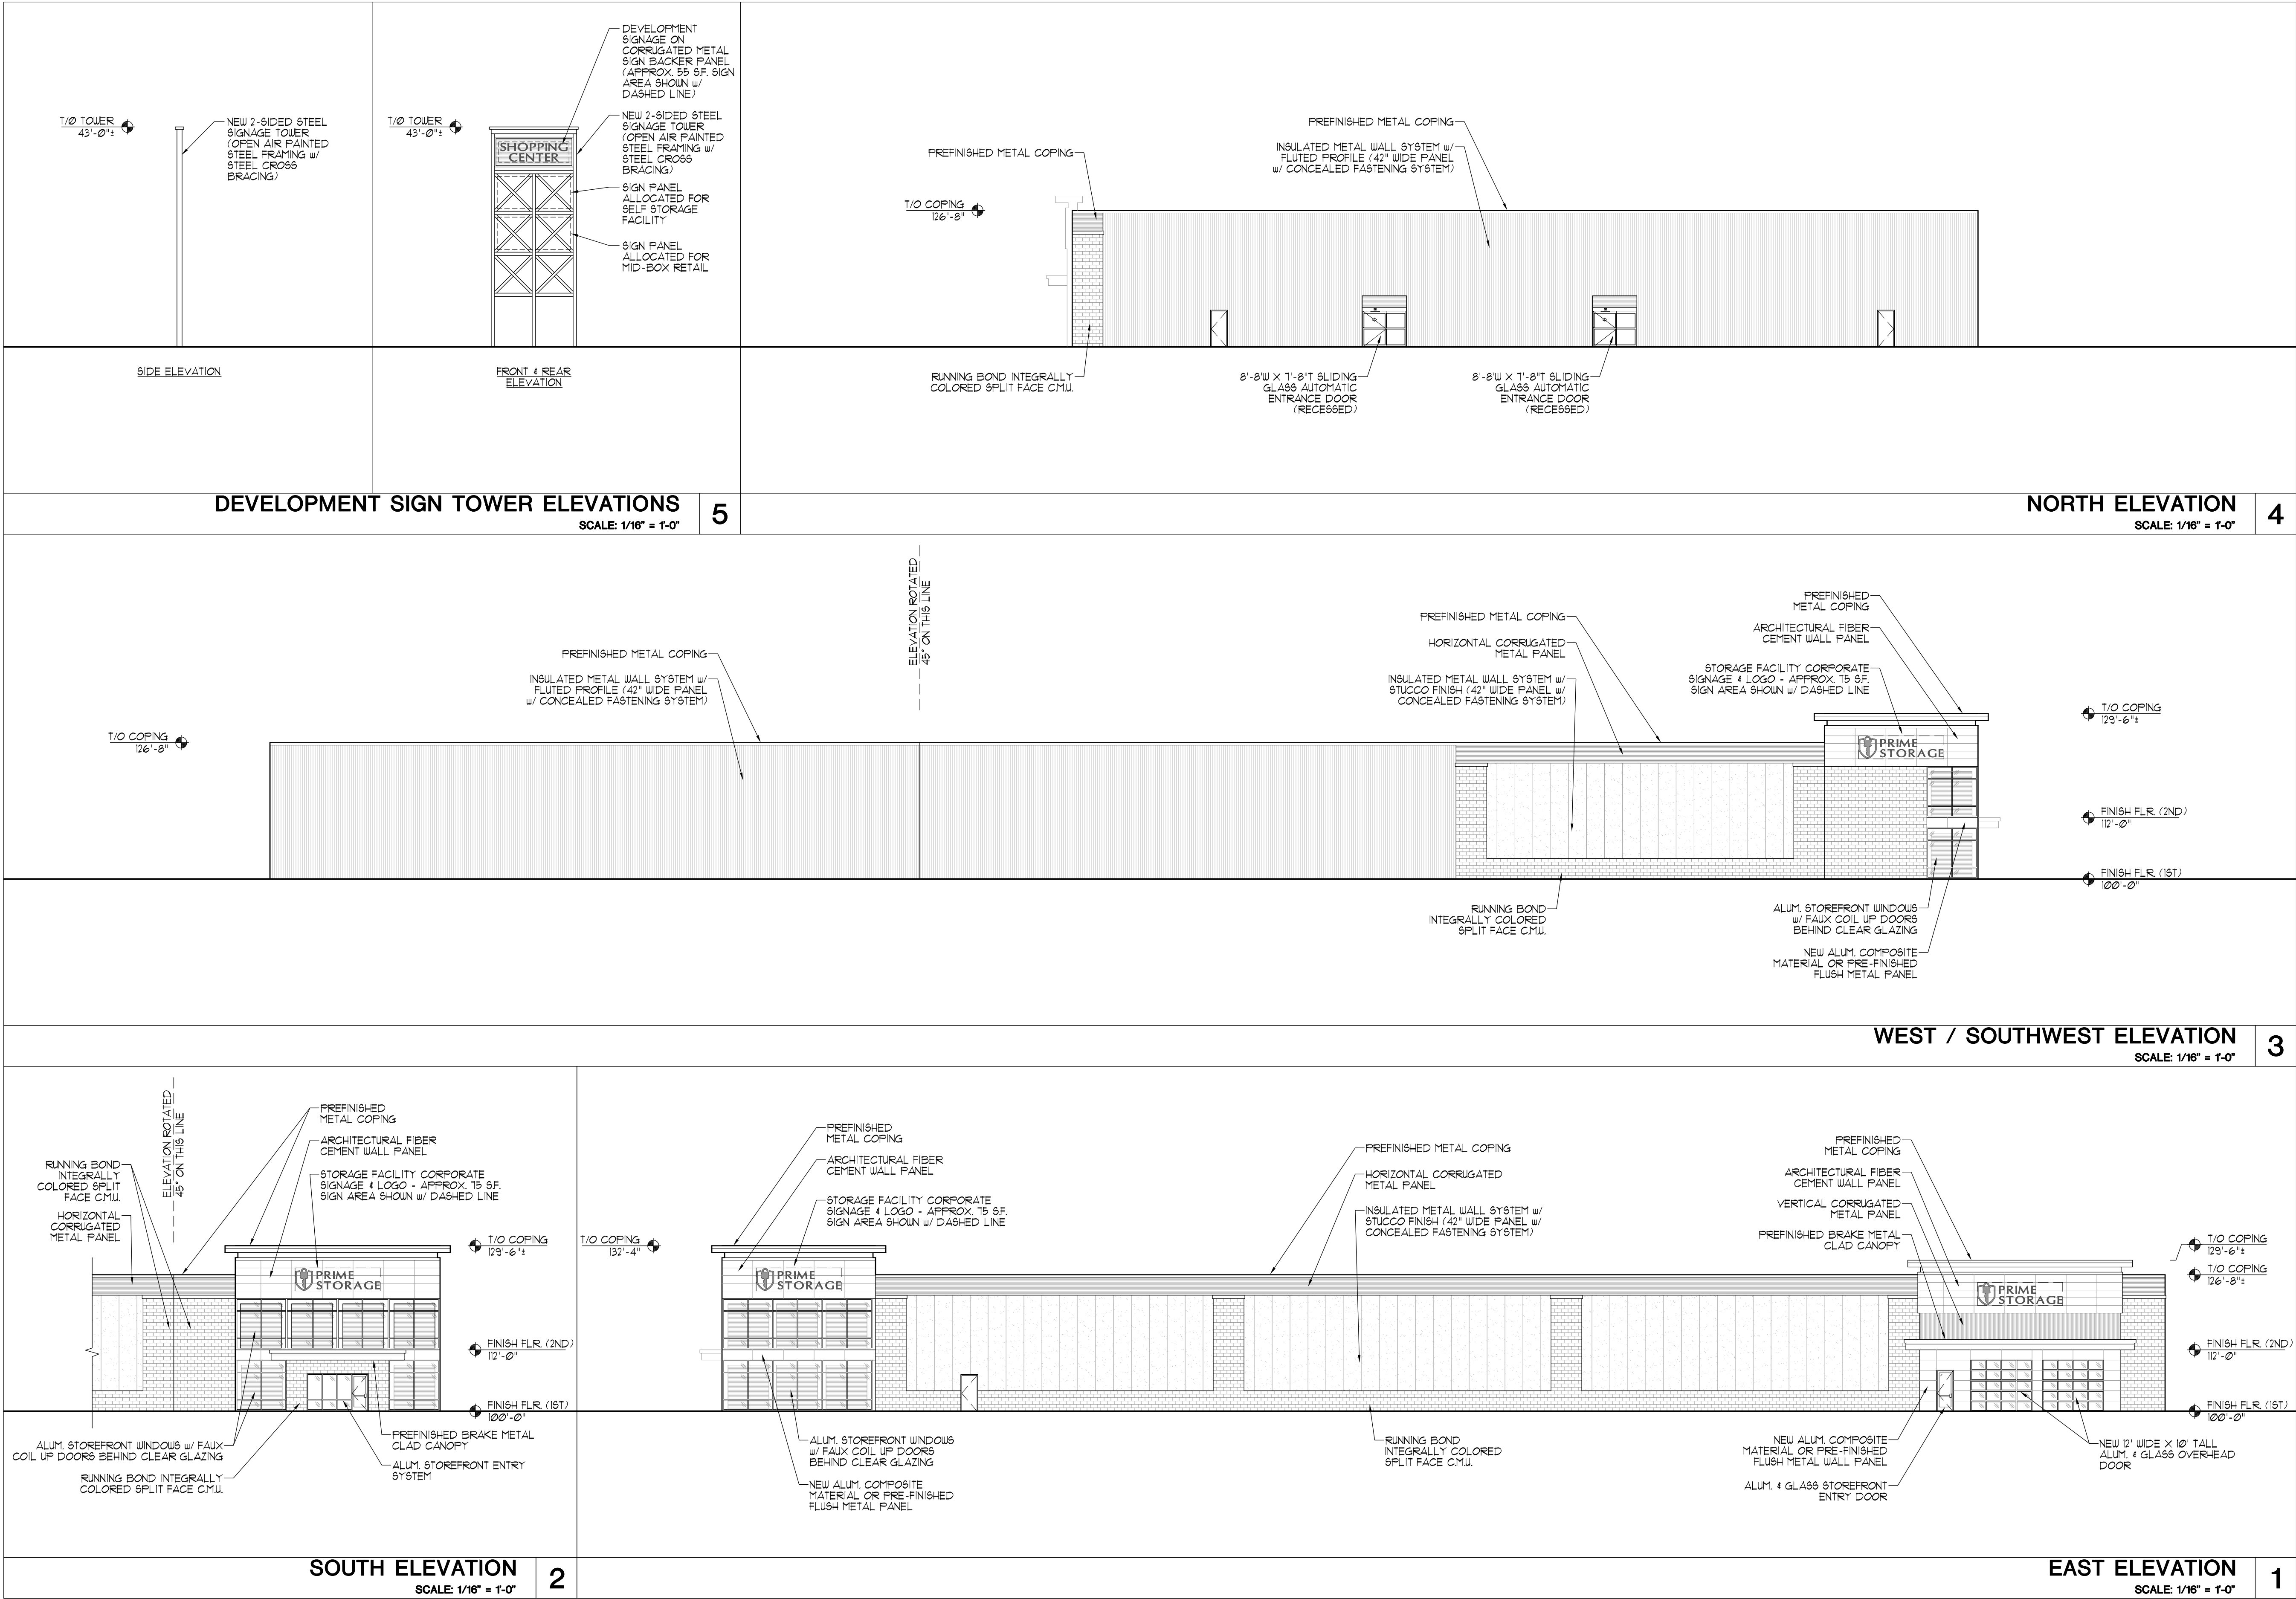 DEVELOPMENT
SIGNAGE ON
CORRUGATED METAL
SIGN BACKER PANEL
(APPROX. 55 S.F. SIGN
AREA SHOWN w/
DASHED LINE)
T/O TOWER
43'-0"±
NEW 2-SIDED STEEL
SIGNAGE TOWER
(OPEN AIR PAINTED
STEEL FRAMING w/
STEEL CROSS
BRACING)
T/O TOWER
43'-0"±
SHOPPING
CENTER
NEW 2-SIDED STEEL
SIGNAGE TOWER
(OPEN AIR PAINTED
STEEL FRAMING w/
STEEL CROSS
BRACING)
SIGN PANEL
ALLOCATED FOR
SELF STORAGE
FACILITY
SIGN PANEL
ALLOCATED FOR
MID-BOX RETAIL
SIDE ELEVATION
FRONT & REAR
ELEVATION
DEVELOPMENT SIGN TOWER ELEVATIONS
SCALE: 1/16" = 1'-0"
5
PREFINISHED METAL COPING
INSULATED METAL WALL SYSTEM w/
FLUTED PROFILE (42" WIDE PANEL
w/ CONCEALED FASTENING SYSTEM)
PREFINISHED METAL COPING
T/O COPING
126'-8"
RUNNING BOND INTEGRALLY
COLORED SPLIT FACE C.M.U.
8'-8"W X 7'-8"T SLIDING
GLASS AUTOMATIC
ENTRANCE DOOR
(RECESSED)
8'-8"W X 7'-8"T SLIDING
GLASS AUTOMATIC
ENTRANCE DOOR
(RECESSED)
NORTH ELEVATION
SCALE: 1/16" = 1'-0"
4
ELEVATION ROTATED
45° ON THIS LINE
PREFINISHED METAL COPING
INSULATED METAL WALL SYSTEM w/
FLUTED PROFILE (42" WIDE PANEL
w/ CONCEALED FASTENING SYSTEM)
T/O COPING
126'-8"
PREFINISHED METAL COPING
HORIZONTAL CORRUGATED
METAL PANEL
INSULATED METAL WALL SYSTEM w/
STUCCO FINISH (42" WIDE PANEL w/
CONCEALED FASTENING SYSTEM)
PREFINISHED
METAL COPING
ARCHITECTURAL FIBER
CEMENT WALL PANEL
STORAGE FACILITY CORPORATE
SIGNAGE & LOGO - APPROX. 75 S.F.
SIGN AREA SHOWN w/ DASHED LINE
PRIME
STORAGE
T/O COPING
129'-6"±
FINISH FLR. (2ND)
112'-0"
FINISH FLR. (1ST)
100'-0"
RUNNING BOND
INTEGRALLY COLORED
SPLIT FACE C.M.U.
ALUM. STOREFRONT WINDOWS
w/ FAUX COIL UP DOORS
BEHIND CLEAR GLAZING
NEW ALUM. COMPOSITE
MATERIAL OR PRE-FINISHED
FLUSH METAL PANEL
WEST / SOUTHWEST ELEVATION
SCALE: 1/16" = 1'-0"
3
ELEVATION ROTATED
45° ON THIS LINE
PREFINISHED
METAL COPING
ARCHITECTURAL FIBER
CEMENT WALL PANEL
STORAGE FACILITY CORPORATE
SIGNAGE & LOGO - APPROX. 75 S.F.
SIGN AREA SHOWN w/ DASHED LINE
RUNNING BOND
INTEGRALLY
COLORED SPLIT
FACE C.M.U.
HORIZONTAL
CORRUGATED
METAL PANEL
PRIME
STORAGE
T/O COPING
129'-6"±
FINISH FLR. (2ND)
112'-0"
FINISH FLR. (1ST)
100'-0"
ALUM. STOREFRONT WINDOWS w/ FAUX
COIL UP DOORS BEHIND CLEAR GLAZING
RUNNING BOND INTEGRALLY
COLORED SPLIT FACE C.M.U.
PREFINISHED BRAKE METAL
CLAD CANOPY
ALUM. STOREFRONT ENTRY
SYSTEM
SOUTH ELEVATION
SCALE: 1/16" = 1'-0"
2
T/O COPING
132'-4"
PREFINISHED
METAL COPING
ARCHITECTURAL FIBER
CEMENT WALL PANEL
STORAGE FACILITY CORPORATE
SIGNAGE & LOGO - APPROX. 75 S.F.
SIGN AREA SHOWN w/ DASHED LINE
PRIME
STORAGE
PREFINISHED METAL COPING
HORIZONTAL CORRUGATED
METAL PANEL
INSULATED METAL WALL SYSTEM w/
STUCCO FINISH (42" WIDE PANEL w/
CONCEALED FASTENING SYSTEM)
PREFINISHED
METAL COPING
ARCHITECTURAL FIBER
CEMENT WALL PANEL
VERTICAL CORRUGATED
METAL PANEL
PREFINISHED BRAKE METAL
CLAD CANOPY
PRIME
STORAGE
T/O COPING
129'-6"±
T/O COPING
126'-8"±
FINISH FLR. (2ND)
112'-0"
FINISH FLR. (1ST)
100'-0"
ALUM. STOREFRONT WINDOWS
w/ FAUX COIL UP DOORS
BEHIND CLEAR GLAZING
NEW ALUM. COMPOSITE
MATERIAL OR PRE-FINISHED
FLUSH METAL PANEL
RUNNING BOND
INTEGRALLY COLORED
SPLIT FACE C.M.U.
NEW ALUM. COMPOSITE
MATERIAL OR PRE-FINISHED
FLUSH METAL WALL PANEL
ALUM. & GLASS STOREFRONT
ENTRY DOOR
NEW 12' WIDE X 10' TALL
ALUM. & GLASS OVERHEAD
DOOR
EAST ELEVATION
SCALE: 1/16" = 1'-0"
1